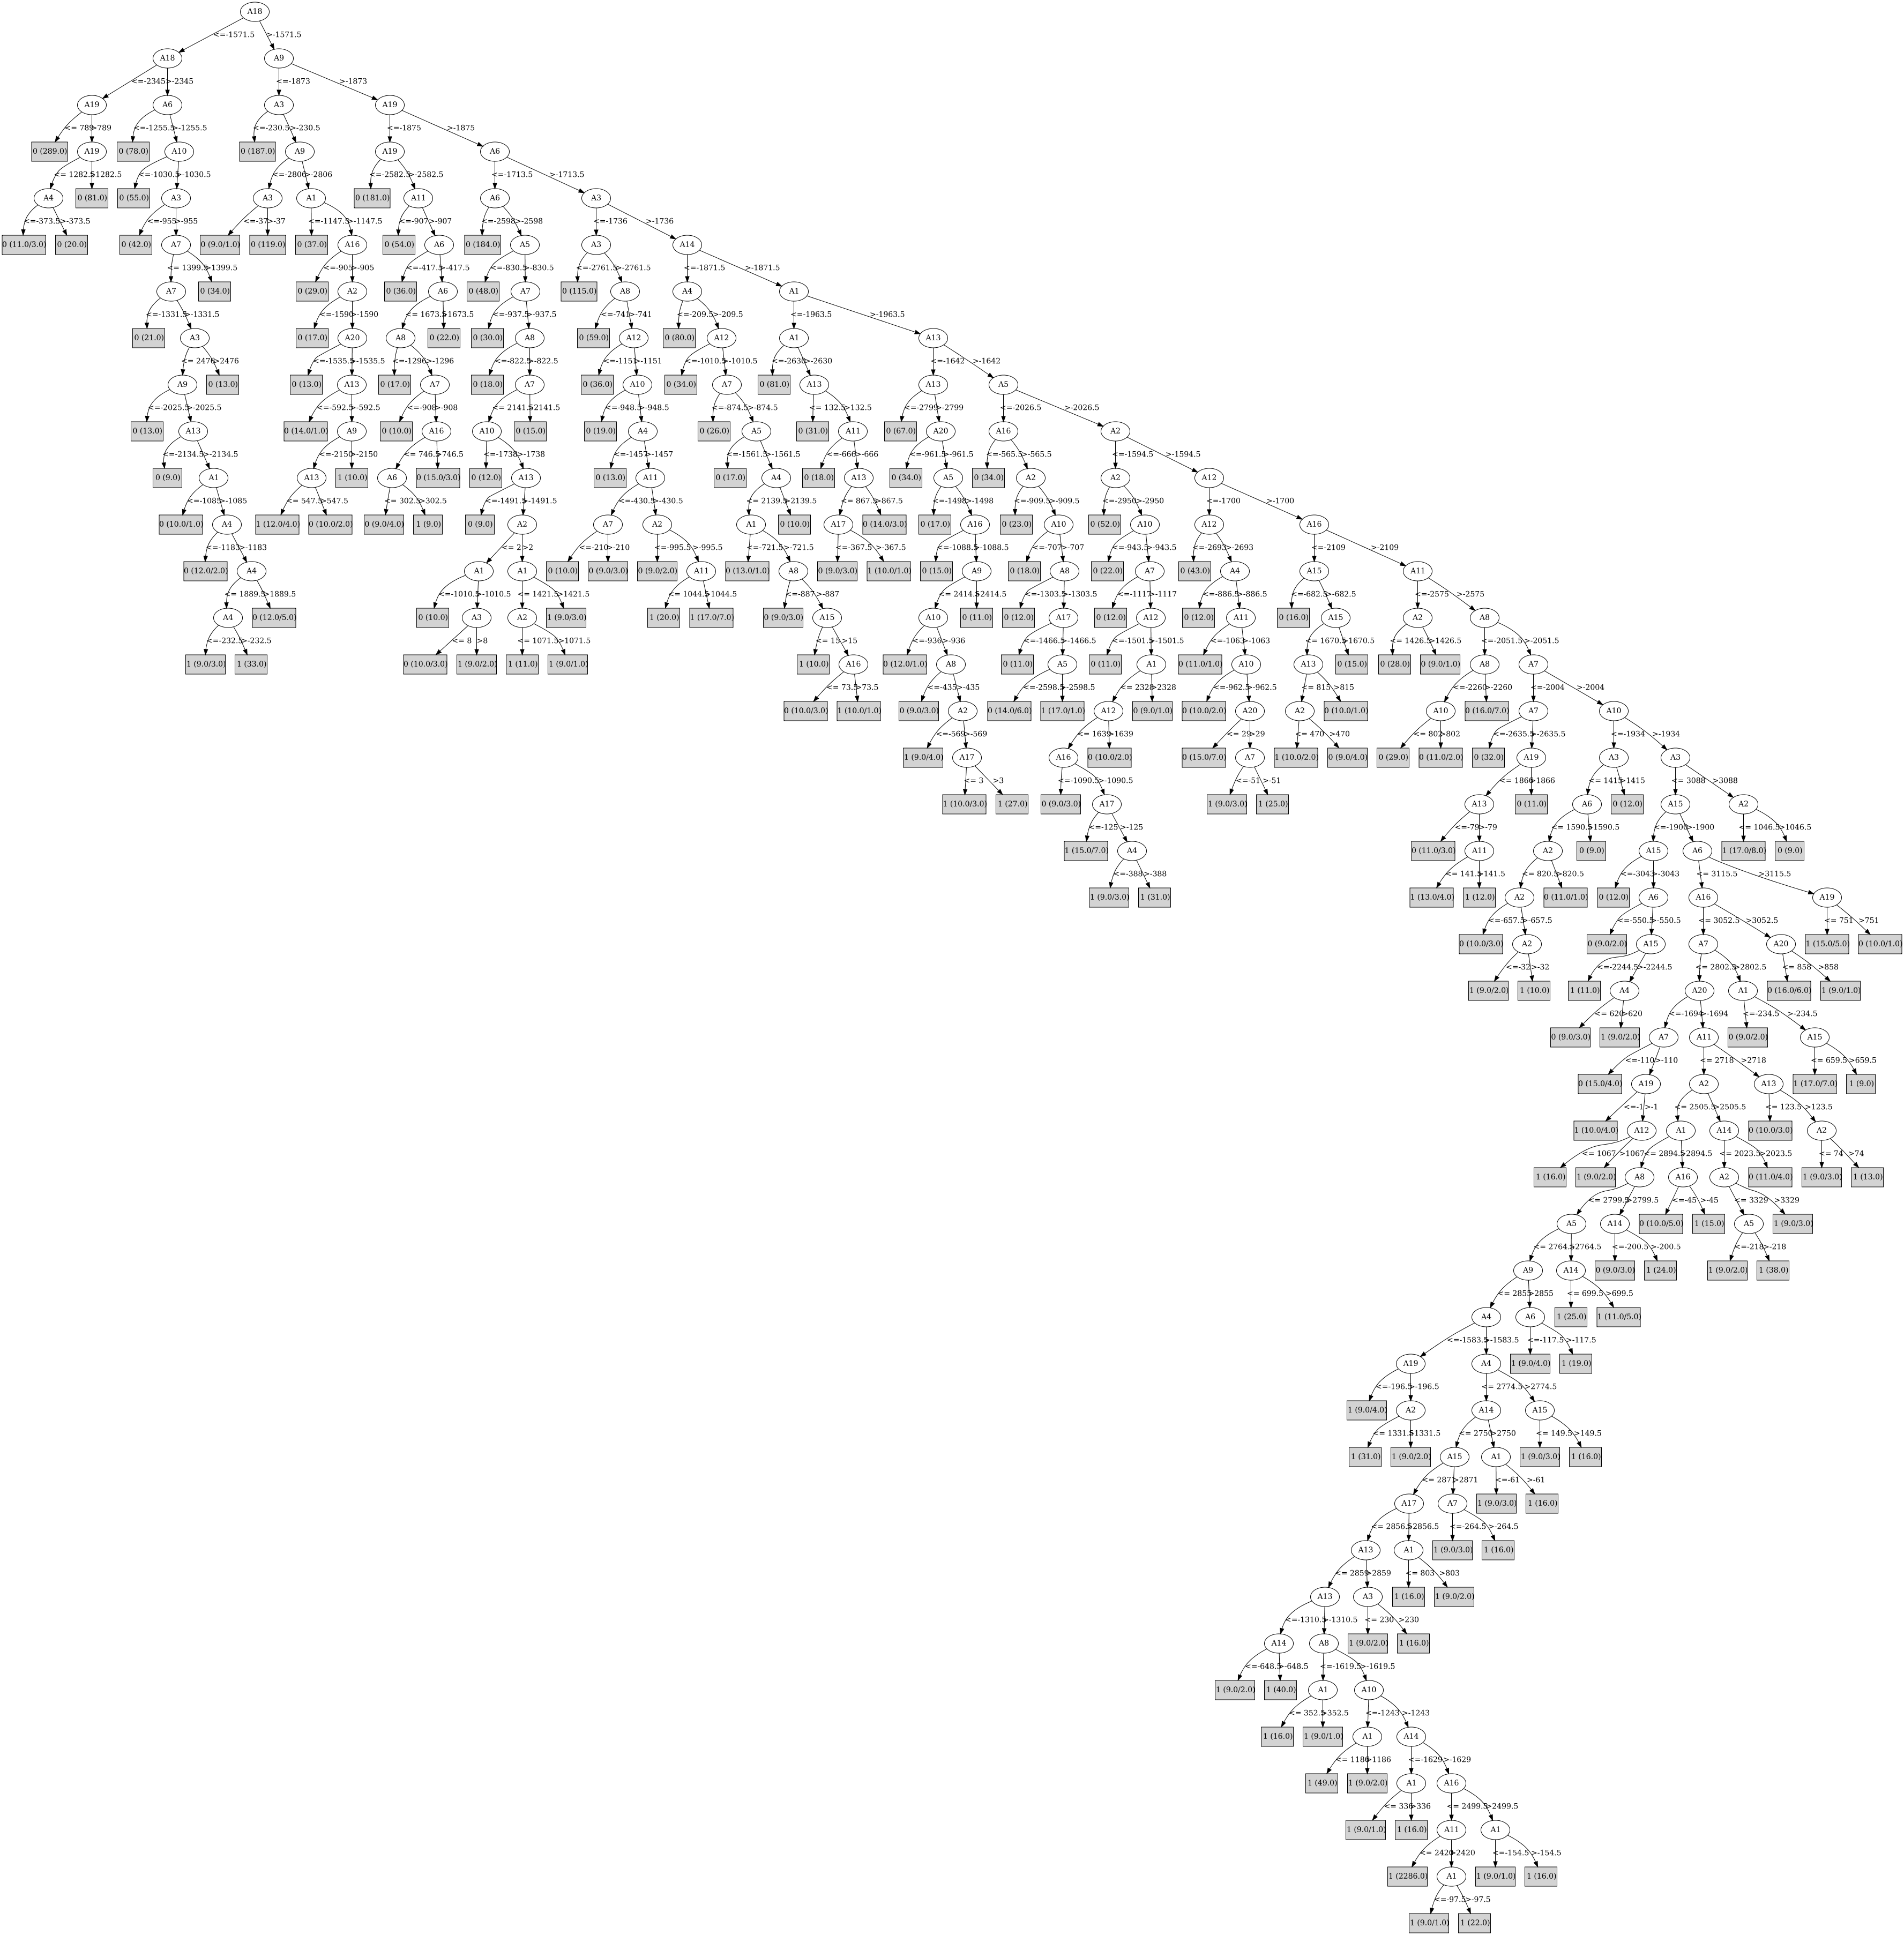 A18
<=-1571.5 >-1571.5
A18 A9
<=-2345 >-2345 <=-1873 >-1873
A19 A6 A3 A19
<= 789 >789 <=-1255.5 >-1255.5 <=-230.5 >-230.5 <=-1875 >-1875
0 (289.0) A19 0 (78.0) A10 0 (187.0) A9 A19 A6
<= 1282.5 >1282.5 <=-1030.5 >-1030.5 <=-2806 >-2806 <=-2582.5 >-2582.5 <=-1713.5 >-1713.5
A4 0 (81.0) 0 (55.0) A3 A3 A1 0 (181.0) A11 A6 A3
<=-373.5 >-373.5 <=-955 >-955 <=-37 >-37 <=-1147.5 >-1147.5 <=-907 >-907 <=-2598 >-2598 <=-1736 >-1736
0 (11.0/3.0) 0 (20.0) 0 (42.0) A7 0 (9.0/1.0) 0 (119.0) 0 (37.0) A16 0 (54.0) A6 0 (184.0) A5 A3 A14
<= 1399.5 >1399.5 <=-905 >-905 <=-417.5 >-417.5 <=-830.5 >-830.5 <=-2761.5 >-2761.5 <=-1871.5 >-1871.5
A7 0 (34.0) 0 (29.0) A2 0 (36.0) A6 0 (48.0) A7 0 (115.0) A8 A4 A1
<=-1331.5 >-1331.5 <=-1590 >-1590 <= 1673.5 >1673.5 <=-937.5 >-937.5 <=-741 >-741 <=-209.5 >-209.5 <=-1963.5 >-1963.5
0 (21.0) A3 0 (17.0) A20 A8 0 (22.0) 0 (30.0) A8 0 (59.0) A12 0 (80.0) A12 A1 A13
<= 2476 >2476 <=-1535.5 >-1535.5 <=-1296 >-1296 <=-822.5 >-822.5 <=-1151 >-1151 <=-1010.5 >-1010.5 <=-2630 >-2630 <=-1642 >-1642
A9 0 (13.0) 0 (13.0) A13 0 (17.0) A7 0 (18.0) A7 0 (36.0) A10 0 (34.0) A7 0 (81.0) A13 A13 A5
<=-2025.5 >-2025.5 <=-592.5 >-592.5 <=-908 >-908 <= 2141.5 >2141.5 <=-948.5 >-948.5 <=-874.5 >-874.5 <= 132.5 >132.5 <=-2799 >-2799 <=-2026.5 >-2026.5
0 (13.0) A13 0 (14.0/1.0) A9 0 (10.0) A16 A10 0 (15.0) 0 (19.0) A4 0 (26.0) A5 0 (31.0) A11 0 (67.0) A20 A16 A2
<=-2134.5 >-2134.5 <=-2150 >-2150 <= 746.5 >746.5 <=-1738 >-1738 <=-1457 >-1457 <=-1561.5 >-1561.5 <=-666 >-666 <=-961.5 >-961.5 <=-565.5 >-565.5 <=-1594.5 >-1594.5
0 (9.0) A1 A13 1 (10.0) A6 0 (15.0/3.0) 0 (12.0) A13 0 (13.0) A11 0 (17.0) A4 0 (18.0) A13 0 (34.0) A5 0 (34.0) A2 A2 A12
<=-1085 >-1085 <= 547.5 >547.5 <= 302.5 >302.5 <=-1491.5 >-1491.5 <=-430.5 >-430.5 <= 2139.5 >2139.5 <= 867.5 >867.5 <=-1498 >-1498 <=-909.5 >-909.5 <=-2950 >-2950 <=-1700 >-1700
0 (10.0/1.0) A4 1 (12.0/4.0) 0 (10.0/2.0) 0 (9.0/4.0) 1 (9.0) 0 (9.0) A2 A7 A2 A1 0 (10.0) A17 0 (14.0/3.0) 0 (17.0) A16 0 (23.0) A10 0 (52.0) A10 A12 A16
<=-1183 >-1183 <= 2 >2 <=-210 >-210 <=-995.5 >-995.5 <=-721.5 >-721.5 <=-367.5 >-367.5 <=-1088.5 >-1088.5 <=-707 >-707 <=-943.5 >-943.5 <=-2693 >-2693 <=-2109 >-2109
0 (12.0/2.0) A4 A1 A1 0 (10.0) 0 (9.0/3.0) 0 (9.0/2.0) A11 0 (13.0/1.0) A8 0 (9.0/3.0) 1 (10.0/1.0) 0 (15.0) A9 0 (18.0) A8 0 (22.0) A7 0 (43.0) A4 A15 A11
<= 1889.5 >1889.5 <=-1010.5 >-1010.5 <= 1421.5 >1421.5 <= 1044.5 >1044.5 <=-887 >-887 <= 2414.5 >2414.5 <=-1303.5 >-1303.5 <=-1117 >-1117 <=-886.5 >-886.5 <=-682.5 >-682.5 <=-2575 >-2575
A4 0 (12.0/5.0) 0 (10.0) A3 A2 1 (9.0/3.0) 1 (20.0) 1 (17.0/7.0) 0 (9.0/3.0) A15 A10 0 (11.0) 0 (12.0) A17 0 (12.0) A12 0 (12.0) A11 0 (16.0) A15 A2 A8
<=-232.5 >-232.5 <= 8 >8 <= 1071.5 >1071.5 <= 15 >15 <=-936 >-936 <=-1466.5 >-1466.5 <=-1501.5 >-1501.5 <=-1063 >-1063 <= 1670.5 >1670.5 <= 1426.5 >1426.5 <=-2051.5 >-2051.5
1 (9.0/3.0) 1 (33.0) 0 (10.0/3.0) 1 (9.0/2.0) 1 (11.0) 1 (9.0/1.0) 1 (10.0) A16 0 (12.0/1.0) A8 0 (11.0) A5 0 (11.0) A1 0 (11.0/1.0) A10 A13 0 (15.0) 0 (28.0) 0 (9.0/1.0) A8 A7
<= 73.5 >73.5 <=-435 >-435 <=-2598.5 >-2598.5 <= 2328 >2328 <=-962.5 >-962.5 <= 815 >815 <=-2260 >-2260 <=-2004 >-2004
0 (10.0/3.0) 1 (10.0/1.0) 0 (9.0/3.0) A2 0 (14.0/6.0) 1 (17.0/1.0) A12 0 (9.0/1.0) 0 (10.0/2.0) A20 A2 0 (10.0/1.0) A10 0 (16.0/7.0) A7 A10
<=-569 >-569 <= 1639 >1639 <= 29 >29 <= 470 >470 <= 802 >802 <=-2635.5 >-2635.5 <=-1934 >-1934
1 (9.0/4.0) A17 A16 0 (10.0/2.0) 0 (15.0/7.0) A7 1 (10.0/2.0) 0 (9.0/4.0) 0 (29.0) 0 (11.0/2.0) 0 (32.0) A19 A3 A3
<= 3 >3 <=-1090.5 >-1090.5 <=-51 >-51 <= 1866 >1866 <= 1415 >1415 <= 3088 >3088
1 (10.0/3.0) 1 (27.0) 0 (9.0/3.0) A17 1 (9.0/3.0) 1 (25.0) A13 0 (11.0) A6 0 (12.0) A15 A2
<=-125 >-125 <=-79 >-79 <= 1590.5 >1590.5 <=-1900 >-1900 <= 1046.5 >1046.5
1 (15.0/7.0) A4 0 (11.0/3.0) A11 A2 0 (9.0) A15 A6 1 (17.0/8.0) 0 (9.0)
<=-388 >-388 <= 141.5 >141.5 <= 820.5 >820.5 <=-3043 >-3043 <= 3115.5 >3115.5
1 (9.0/3.0) 1 (31.0) 1 (13.0/4.0) 1 (12.0) A2 0 (11.0/1.0) 0 (12.0) A6 A16 A19
<=-657.5 >-657.5 <=-550.5 >-550.5 <= 3052.5 >3052.5 <= 751 >751
0 (10.0/3.0) A2 0 (9.0/2.0) A15 A7 A20 1 (15.0/5.0) 0 (10.0/1.0)
<=-32 >-32 <=-2244.5 >-2244.5 <= 2802.5 >2802.5 <= 858 >858
1 (9.0/2.0) 1 (10.0) 1 (11.0) A4 A20 A1 0 (16.0/6.0) 1 (9.0/1.0)
<= 620 >620 <=-1694 >-1694 <=-234.5 >-234.5
0 (9.0/3.0) 1 (9.0/2.0) A7 A11 0 (9.0/2.0) A15
<=-110 >-110 <= 2718 >2718 <= 659.5 >659.5
0 (15.0/4.0) A19 A2 A13 1 (17.0/7.0) 1 (9.0)
<=-1 >-1 <= 2505.5 >2505.5 <= 123.5 >123.5
1 (10.0/4.0) A12 A1 A14 0 (10.0/3.0) A2
<= 1067 >1067 <= 2894.5 >2894.5 <= 2023.5 >2023.5 <= 74 >74
1 (16.0) 1 (9.0/2.0) A8 A16 A2 0 (11.0/4.0) 1 (9.0/3.0) 1 (13.0)
<= 2799.5 >2799.5 <=-45 >-45 <= 3329 >3329
A5 A14 0 (10.0/5.0) 1 (15.0) A5 1 (9.0/3.0)
<= 2764.5 >2764.5 <=-200.5 >-200.5 <=-218 >-218
A9 A14 0 (9.0/3.0) 1 (24.0) 1 (9.0/2.0) 1 (38.0)
<= 2855 >2855 <= 699.5 >699.5
A4 A6 1 (25.0) 1 (11.0/5.0)
<=-1583.5 >-1583.5 <=-117.5 >-117.5
A19 A4 1 (9.0/4.0) 1 (19.0)
<=-196.5 >-196.5 <= 2774.5 >2774.5
1 (9.0/4.0) A2 A14 A15
<= 1331.5 >1331.5 <= 2750 >2750 <= 149.5 >149.5
1 (31.0) 1 (9.0/2.0) A15 A1 1 (9.0/3.0) 1 (16.0)
<= 2871 >2871 <=-61 >-61
A17 A7 1 (9.0/3.0) 1 (16.0)
<= 2856.5 >2856.5 <=-264.5 >-264.5
A13 A1 1 (9.0/3.0) 1 (16.0)
<= 2859 >2859 <= 803 >803
A13 A3 1 (16.0) 1 (9.0/2.0)
<=-1310.5 >-1310.5 <= 230 >230
A14 A8 1 (9.0/2.0) 1 (16.0)
<=-648.5 >-648.5 <=-1619.5 >-1619.5
1 (9.0/2.0) 1 (40.0) A1 A10
<= 352.5 >352.5 <=-1243 >-1243
1 (16.0) 1 (9.0/1.0) A1 A14
<= 1186 >1186 <=-1629 >-1629
1 (49.0) 1 (9.0/2.0) A1 A16
<= 336 >336 <= 2499.5 >2499.5
1 (9.0/1.0) 1 (16.0) A11 A1
<= 2420 >2420 <=-154.5 >-154.5
1 (2286.0) A1 1 (9.0/1.0) 1 (16.0)
<=-97.5 >-97.5
1 (9.0/1.0) 1 (22.0)